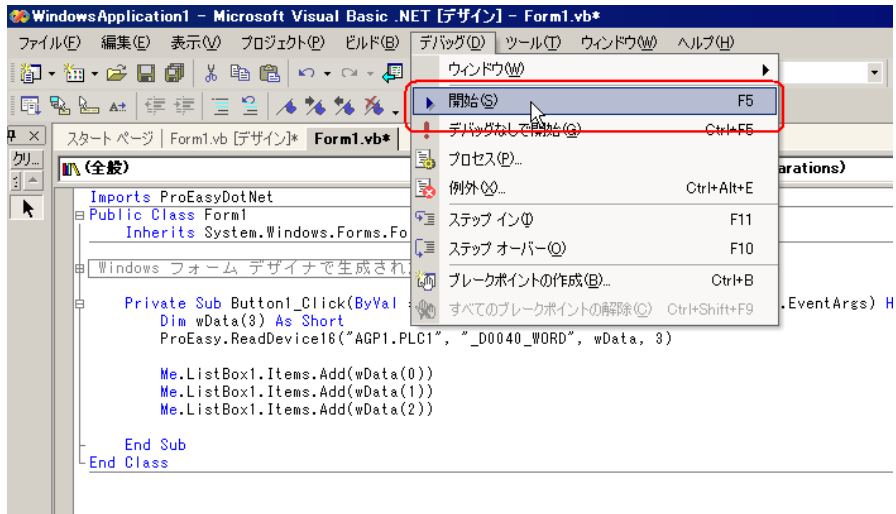 WindowsApplication1 - Microsoft Visual Basic .NET [デザイン] - Form1.vb*
ファイル(F) 編集(E) 表示(V) プロジェクト(P) ビルド(B) デバッグ(D) ツール(T) ウィンドウ(W) ヘルプ(H)
ウィンドウ(W)
開始(S) F5
デバッグなしで開始(G) Ctrl+F5
プロセス(P)...
例外(X)... Ctrl+Alt+E
ステップ イン(I) F11
ステップ オーバー(O) F10
ブレークポイントの作成(B)... Ctrl+B
すべてのブレークポイントの解除(C) Ctrl+Shift+F9
スタート ページ Form1.vb [デザイン]* Form1.vb*
クリ...
(全般) arations)
Imports ProEasyDotNet
Public Class Form1
Inherits System.Windows.Forms.Fo
Windows フォーム デザイナで生成され
Private Sub Button1_Click(ByVal .EventArgs) H
Dim wData(3) As Short
ProEasy.ReadDevice16("AGP1.PLC1", "_D0040_WORD", wData, 3)
Me.ListBox1.Items.Add(wData(0))
Me.ListBox1.Items.Add(wData(1))
Me.ListBox1.Items.Add(wData(2))
End Sub
End Class